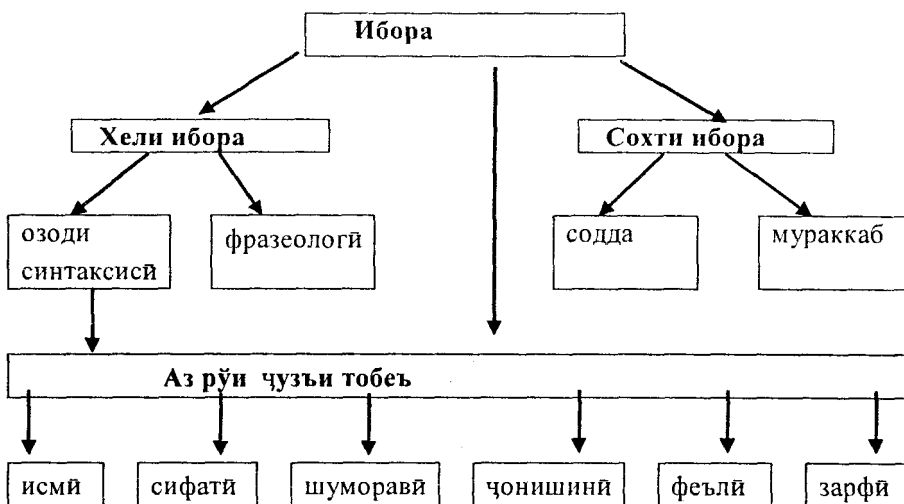 Ибора
Хели ибора
Сохти ибора
озоди
синтаксисӣ
фразеологӣ
содда
мураккаб
Аз рӯи ҷузъи тобеъ
исмӣ
сифатӣ
шуморавӣ
ҷонишинӣ
феълӣ
зарфӣ